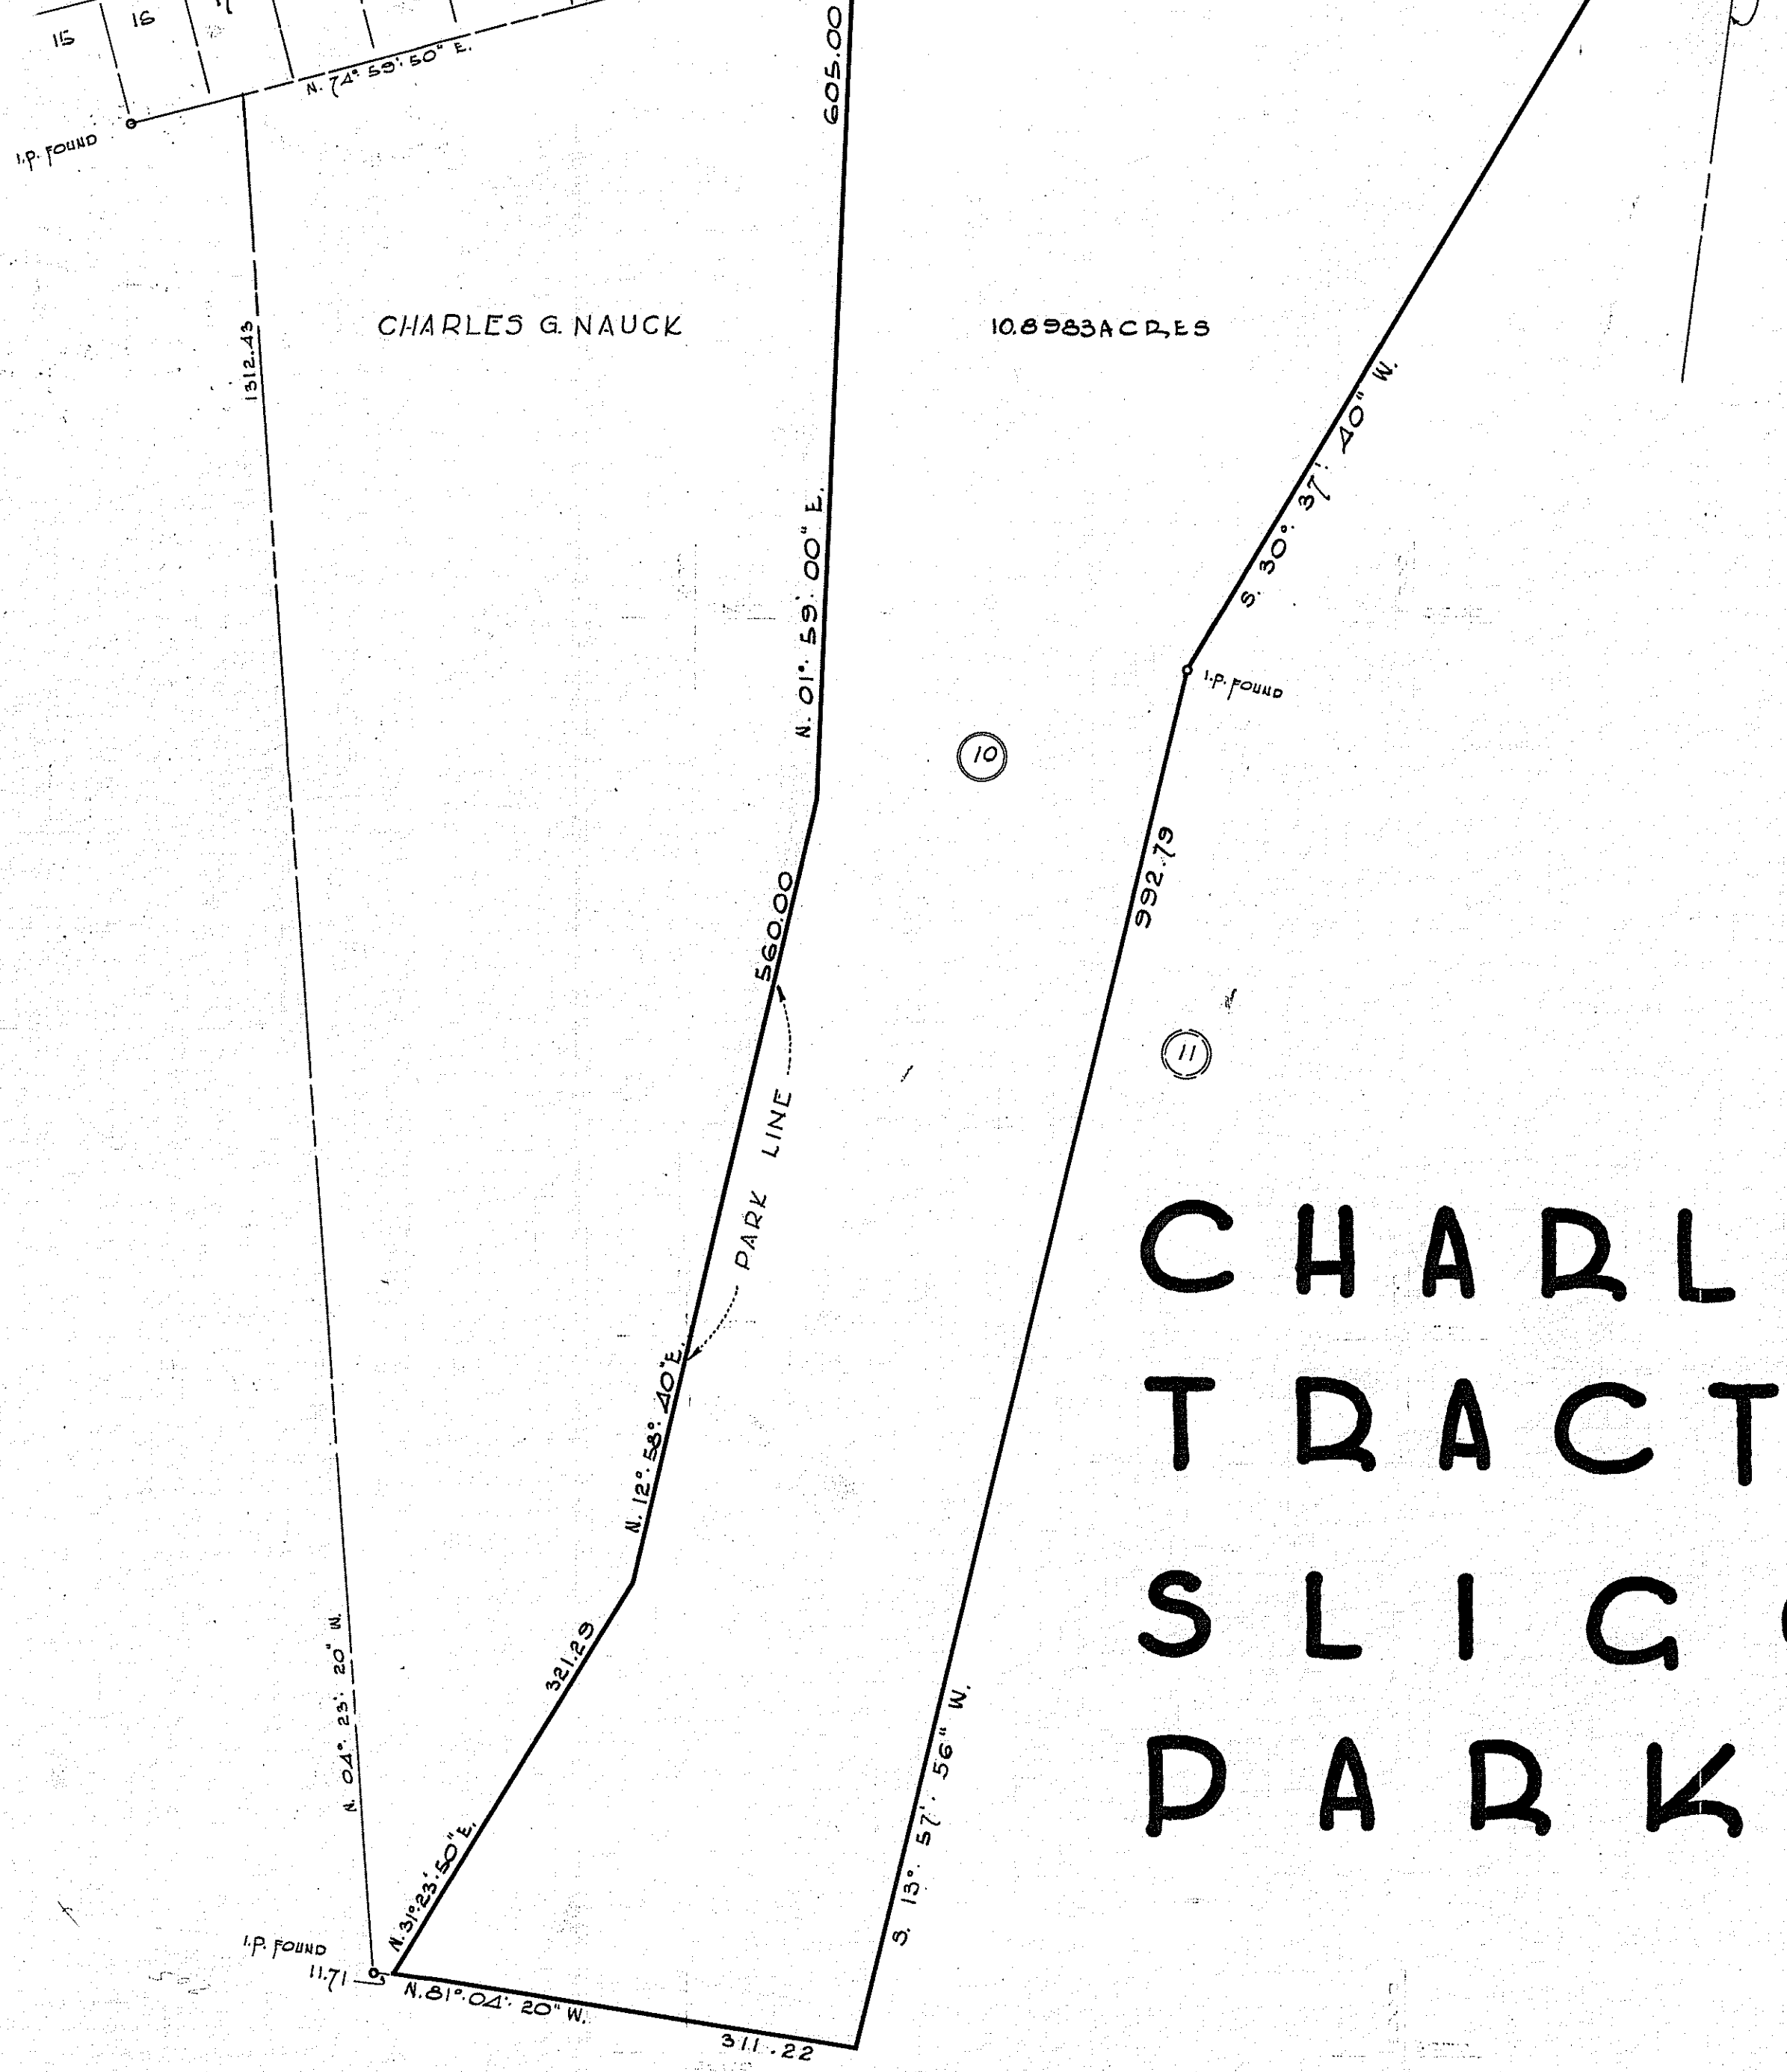 15
16
N. 74° 59' 50" E.
I.P. FOUND
605.00
1312.43
CHARLES G. NAUCK
10.8983 ACRES
S. 30° 37' 40" W.
N. 01° 59' 00" E.
I.P. FOUND
10
560.00
992.79
11
PARK LINE
N. 12° 58' 40" E.
CHARL
TRACT
SLIG
PARK
321.29
N. 04° 23' 20" W.
S. 13° 57' 56" W.
N. 31° 23' 50" E.
I.P. FOUND
11.71
N. 81° 04' 20" W.
311.22